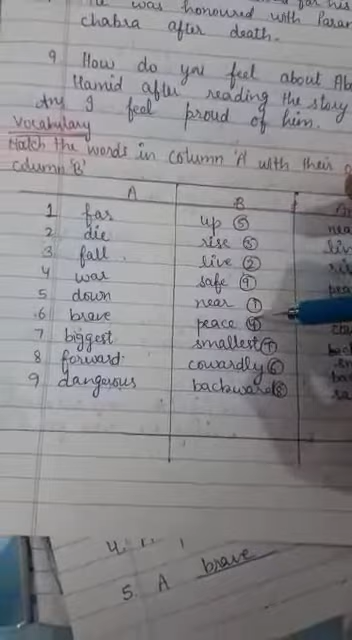 was honoured with Param
chakra after death.
9 How do you feel about Ab
Hamid after reading the story
Ans I feel proud of him.
Vocabulary
Match the words in column 'A' with their
column 'B'
A B
1 far up ⑤
2 die rise ③
3 fall live ②
4 war safe ⑨
5 down near ①
6 brave peace ④
7 biggest smallest ⑦
8 forward cowardly ⑥
9 dangerous backward ⑧
5. A brave